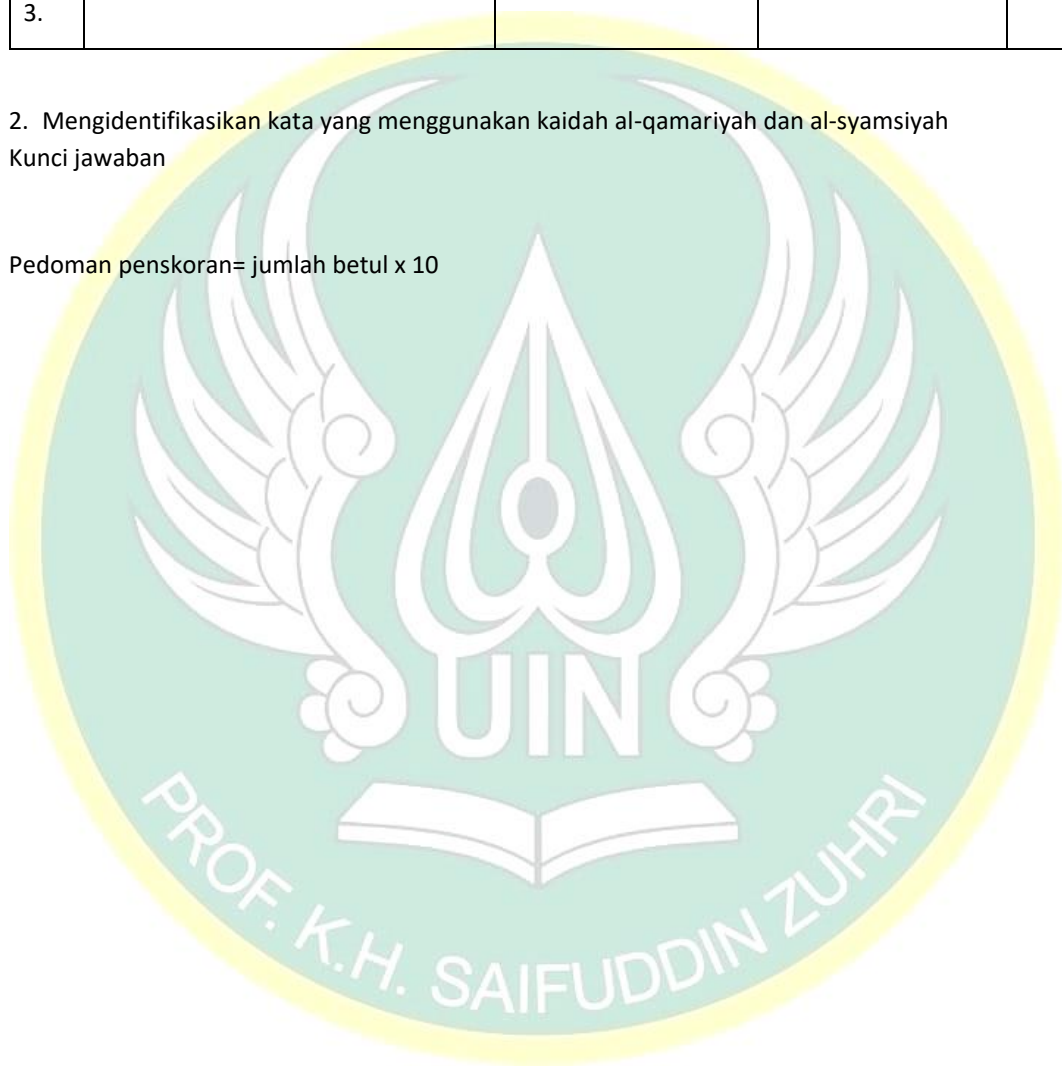 3.
2. Mengidentifikasikan kata yang menggunakan kaidah al-qamariyah dan al-syamsiyah
Kunci jawaban
Pedoman penskoran= jumlah betul x 10
UIN
PROF. K.H. SAIFUDDIN ZUHRI